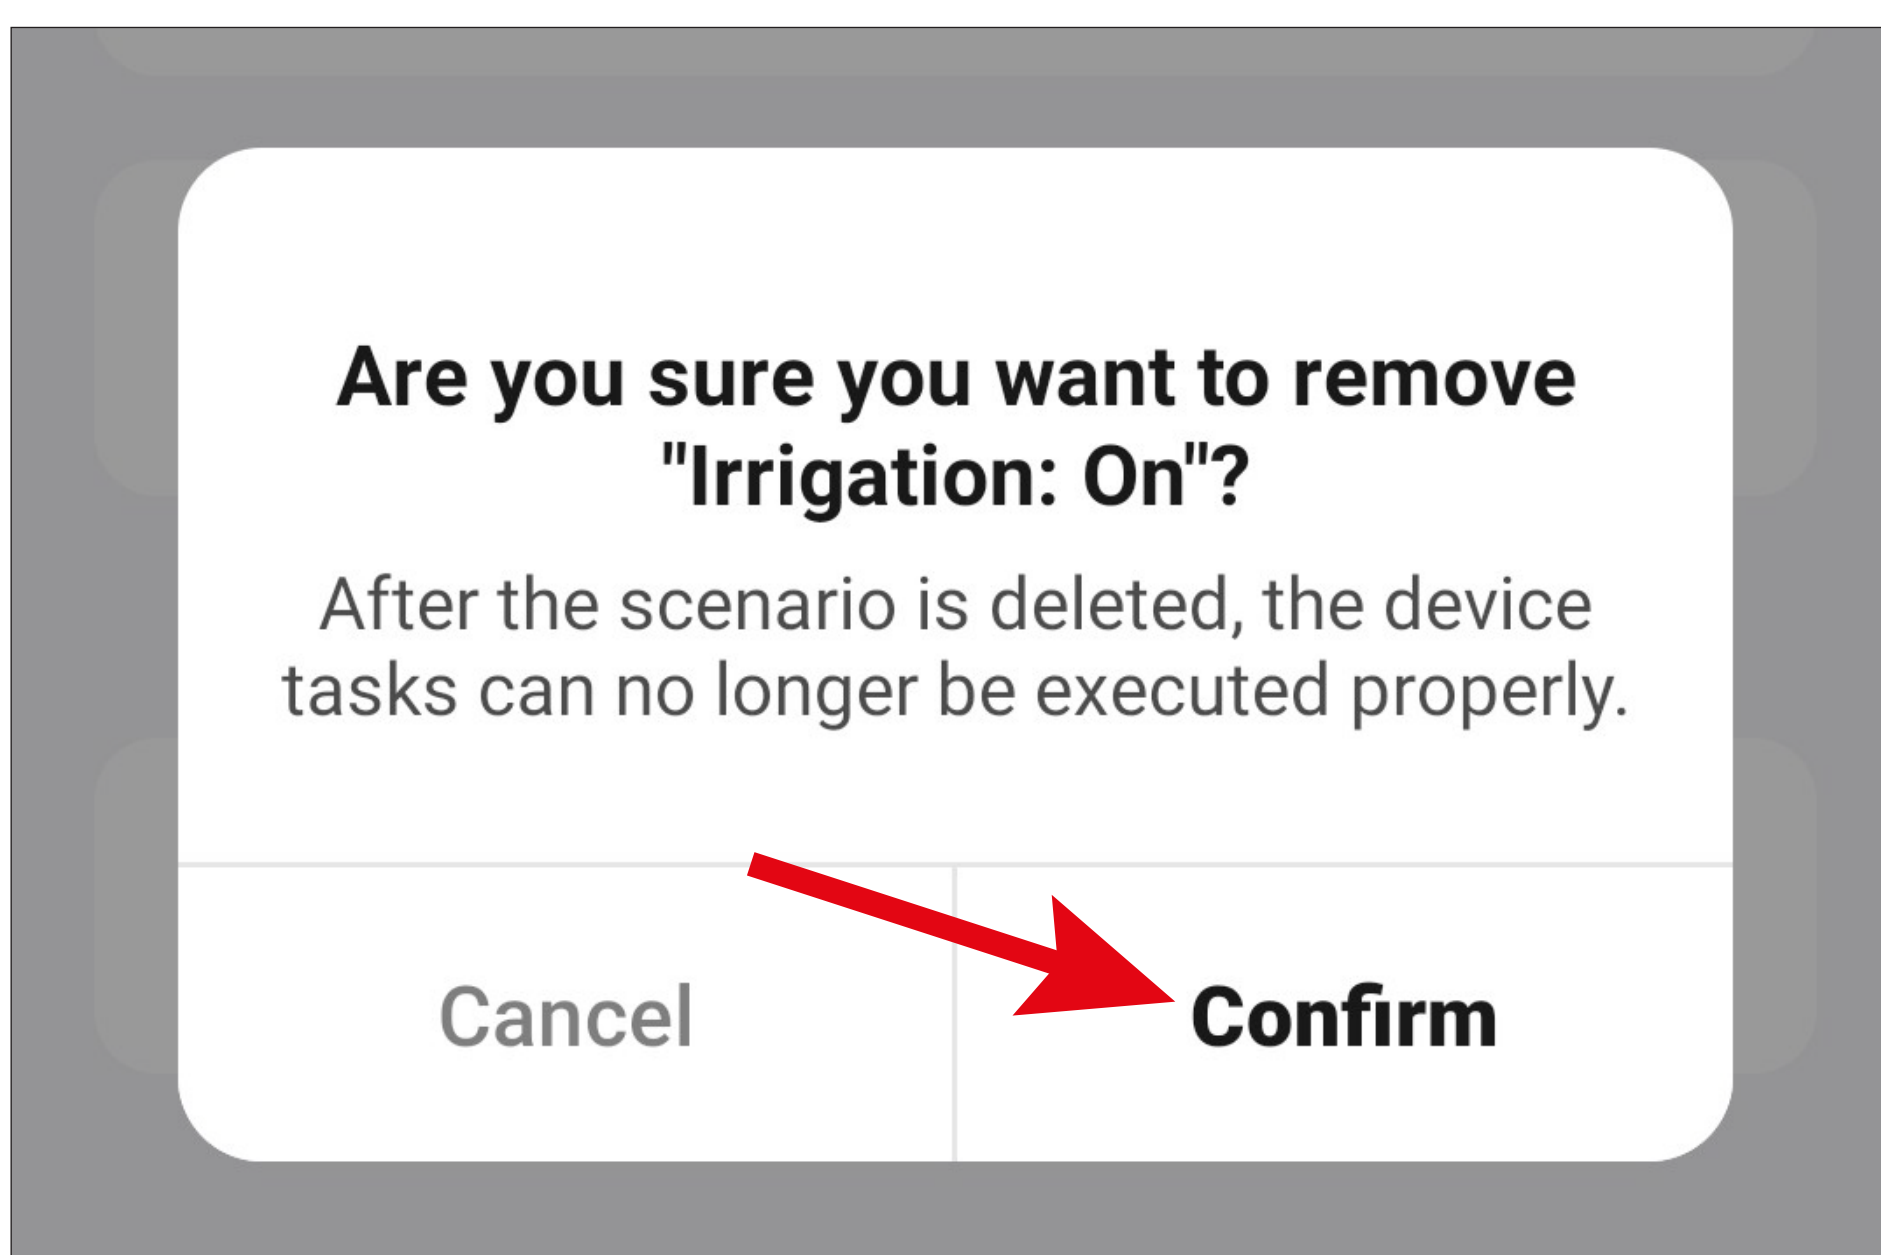 Are you sure you want to remove
"Irrigation: On"?
After the scenario is deleted, the device
tasks can no longer be executed properly.
Cancel
Confirm